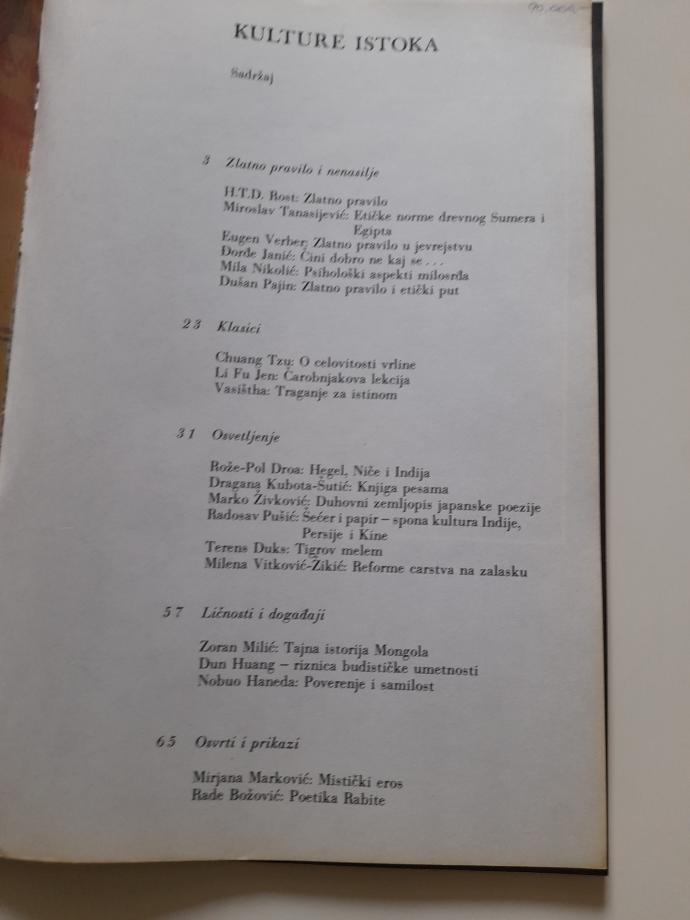 KULTURE ISTOKA
Sadržaj
3 Zlatno pravilo i nenasilje
H.T.D. Rost: Zlatno pravilo
Miroslav Tanasijević: Etičke norme drevnog Sumera i
Egipta
Eugen Verber: Zlatno pravilo u jevrejstvu
Đorđe Janić: Čini dobro ne kaj se ...
Mila Nikolić: Psihološki aspekti milosrđa
Dušan Pajin: Zlatno pravilo i etički put
23 Klasici
Chuang Tzu: O celovitosti vrline
Li Fu Jen: Čarobnjakova lekcija
Vasištha: Traganje za istinom
31 Osvetljenje
Rože-Pol Droa: Hegel, Niče i Indija
Dragana Kubota-Šutić: Knjiga pesama
Marko Živković: Duhovni zemljopis japanske poezije
Radosav Pušić: Šećer i papir – spona kultura Indije,
Persije i Kine
Terens Duks: Tigrov melem
Milena Vitković-Žikić: Reforme carstva na zalasku
57 Ličnosti i događaji
Zoran Milić: Tajna istorija Mongola
Dun Huang – riznica budističke umetnosti
Nobuo Haneda: Poverenje i samilost
65 Osvrti i prikazi
Mirjana Marković: Mistički eros
Rade Božović: Poetika Rabite